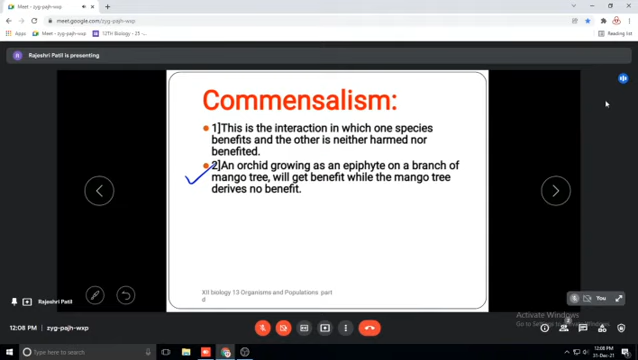 Meet - zyg-pajh-wxp
meet.google.com/zyg-pajh-wxp
Apps
Meet – zyg-pajh-wxp
12TH Biology - 23 -
Reading list
R
Rajeshri Patil is presenting
Commensalism:
1]This is the interaction in which one species
benefits and the other is neither harmed nor
benefited.
2]An orchid growing as an epiphyte on a branch of
mango tree, will get benefit while the mango tree
derives no benefit.
XII biology 13 Organisms and Populations part
d
Rajeshri Patil
You
Activate Windows
12:08 PM | zyg-pajh-wxp
2
Type here to search
12:08 PM
31-Dec-21